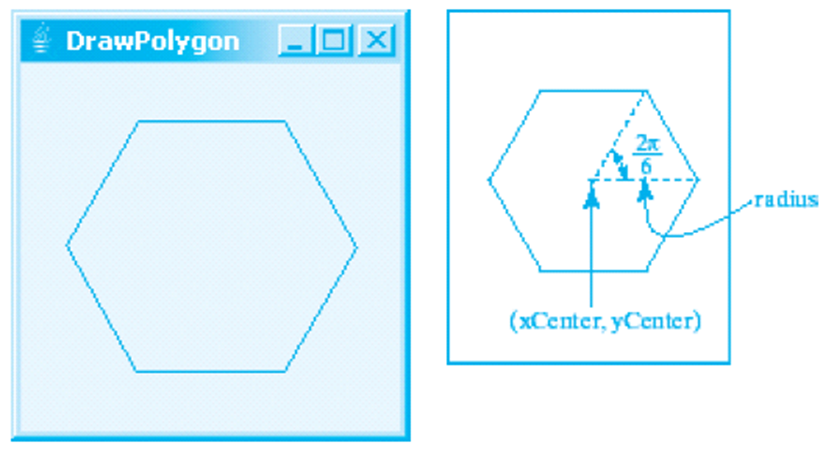 DrawPolygon
2π
6
radius
(xCenter, yCenter)